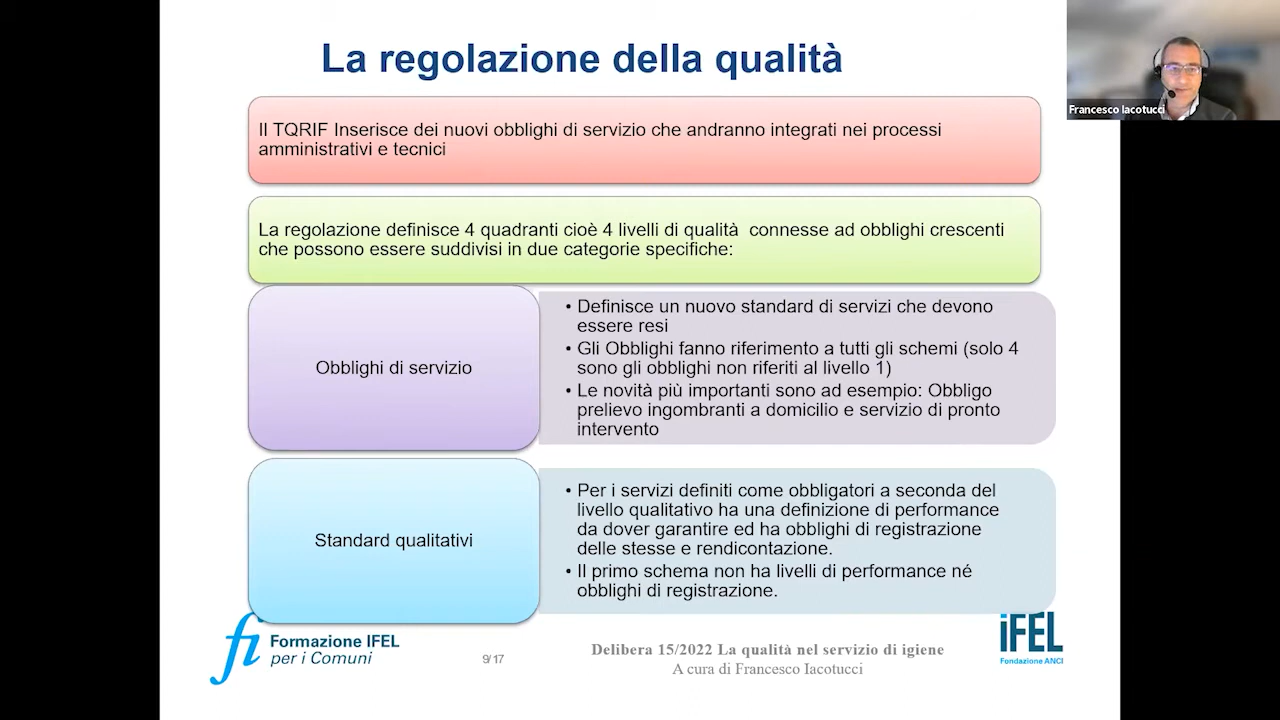 La regolazione della qualità
Francesco Iacotucci
Il TQRIF Inserisce dei nuovi obblighi di servizio che andranno integrati nei processi
amministrativi e tecnici
La regolazione definisce 4 quadranti cioè 4 livelli di qualità connesse ad obblighi crescenti
che possono essere suddivisi in due categorie specifiche:
Obblighi di servizio
• Definisce un nuovo standard di servizi che devono
essere resi
• Gli Obblighi fanno riferimento a tutti gli schemi (solo 4
sono gli obblighi non riferiti al livello 1)
• Le novità più importanti sono ad esempio: Obbligo
prelievo ingombranti a domicilio e servizio di pronto
intervento
Standard qualitativi
• Per i servizi definiti come obbligatori a seconda del
livello qualitativo ha una definizione di performance
da dover garantire ed ha obblighi di registrazione
delle stesse e rendicontazione.
• Il primo schema non ha livelli di performance né
obblighi di registrazione.
fi
Formazione IFEL
per i Comuni
9/17
Delibera 15/2022 La qualità nel servizio di igiene
A cura di Francesco Iacotucci
iFEL
Fondazione ANCI